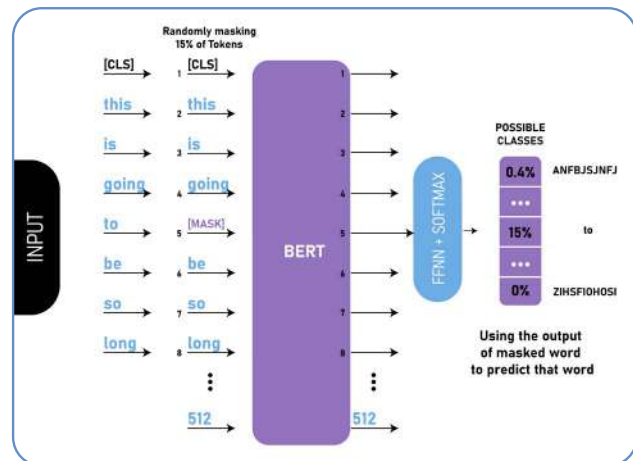 Randomly masking
15% of Tokens
INPUT
[CLS] 1 [CLS] 1
this 2 this 2
is 3 is 3
going 4 going 4
to 5 [MASK] 5
be 6 be 6
so 7 so 7
long 8 long 8
512 512
BERT
FFNN + SOFTMAX
POSSIBLE
CLASSES
0.4% ANFBJSJNFJ
...
15% to
...
0% ZIHSFIOHOSI
Using the output
of masked word
to predict that word